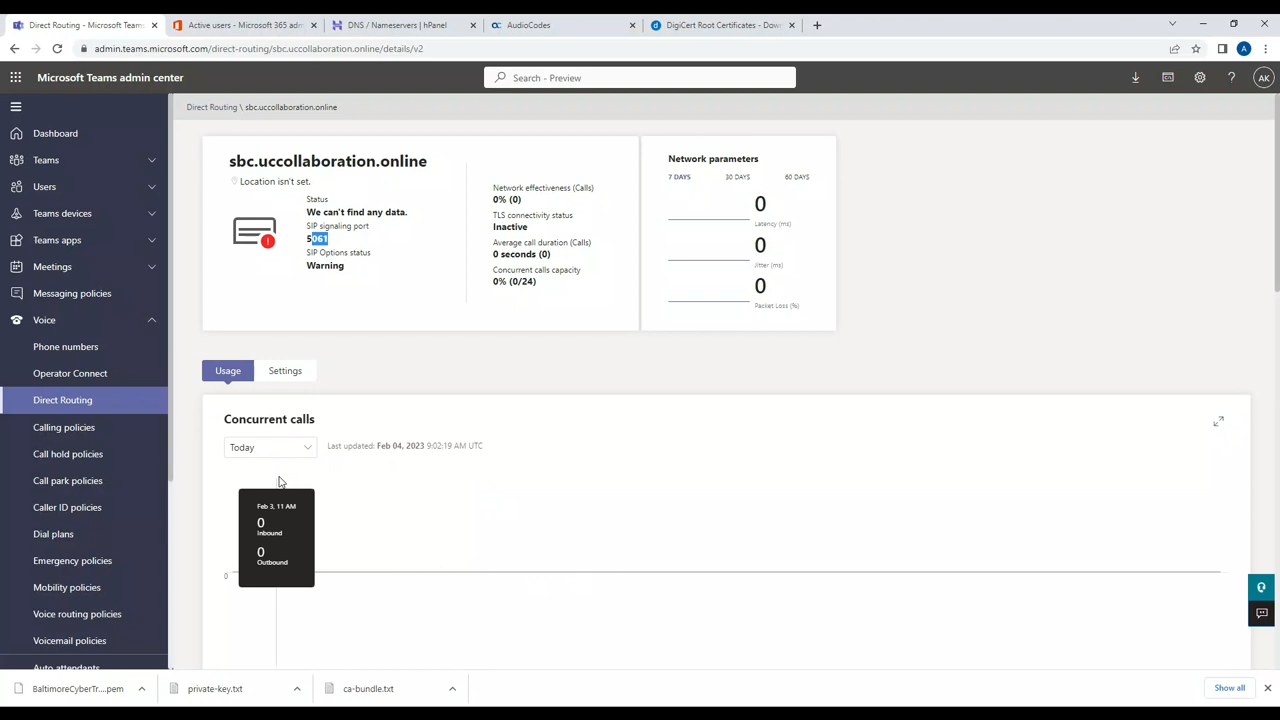 Direct Routing - Microsoft Teams
Active users - Microsoft 365 adm
DNS / Nameservers | hPanel
AudioCodes
DigiCert Root Certificates - Dow
admin.teams.microsoft.com/direct-routing/sbc.uccollaboration.online/details/v2
A
Microsoft Teams admin center
Search - Preview
AK
Direct Routing \ sbc.uccollaboration.online
Dashboard
Teams
Users
Teams devices
Teams apps
Meetings
Messaging policies
Voice
Phone numbers
Operator Connect
Direct Routing
Calling policies
Call hold policies
Call park policies
Caller ID policies
Dial plans
Emergency policies
Mobility policies
Voice routing policies
Voicemail policies
Auto attendants
sbc.uccollaboration.online
Location isn't set.
Status
We can't find any data.
SIP signaling port
5061
SIP Options status
Warning
Network effectiveness (Calls)
0% (0)
TLS connectivity status
Inactive
Average call duration (Calls)
0 seconds (0)
Concurrent calls capacity
0% (0/24)
Network parameters
7 DAYS
30 DAYS
60 DAYS
0
Latency (ms)
0
Jitter (ms)
0
Packet Loss (%)
Usage
Settings
Concurrent calls
Today
Last updated: Feb 04, 2023 9:02:19 AM UTC
Feb 3, 11 AM
0
Inbound
0
Outbound
0
BaltimoreCyberTr....pem
private-key.txt
ca-bundle.txt
Show all